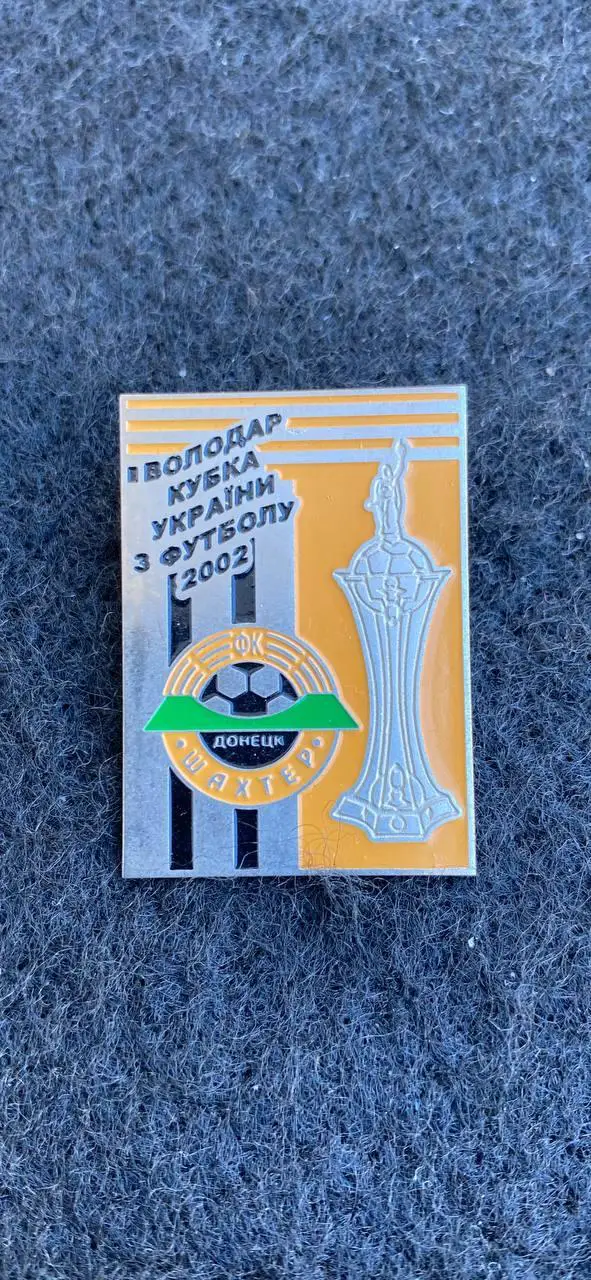 І ВОЛОДАР
КУБКА
УКРАЇНИ
З ФУТБОЛУ
2002
ФК
ДОНЕЦК
ШАХТЕР